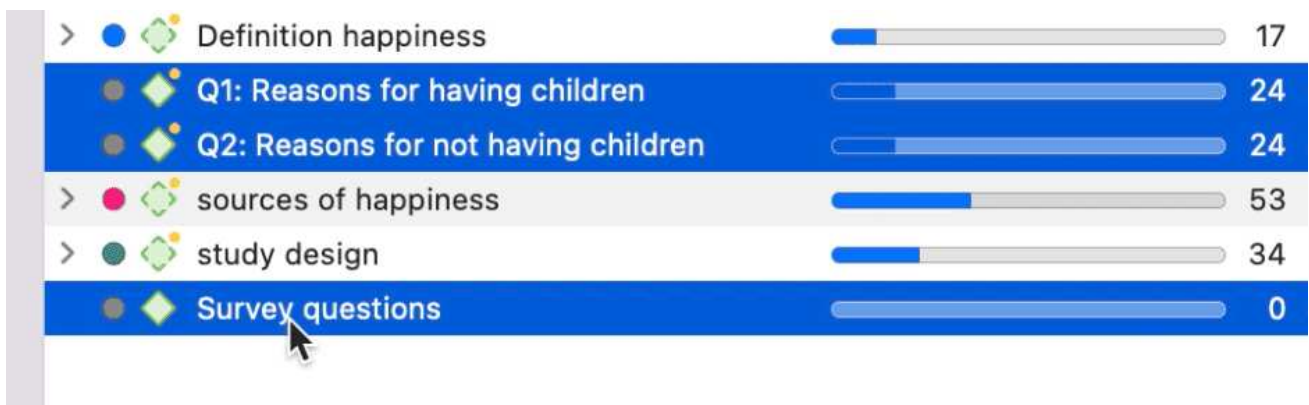 Definition happiness 17
Q1: Reasons for having children 24
Q2: Reasons for not having children 24
sources of happiness 53
study design 34
Survey questions 0